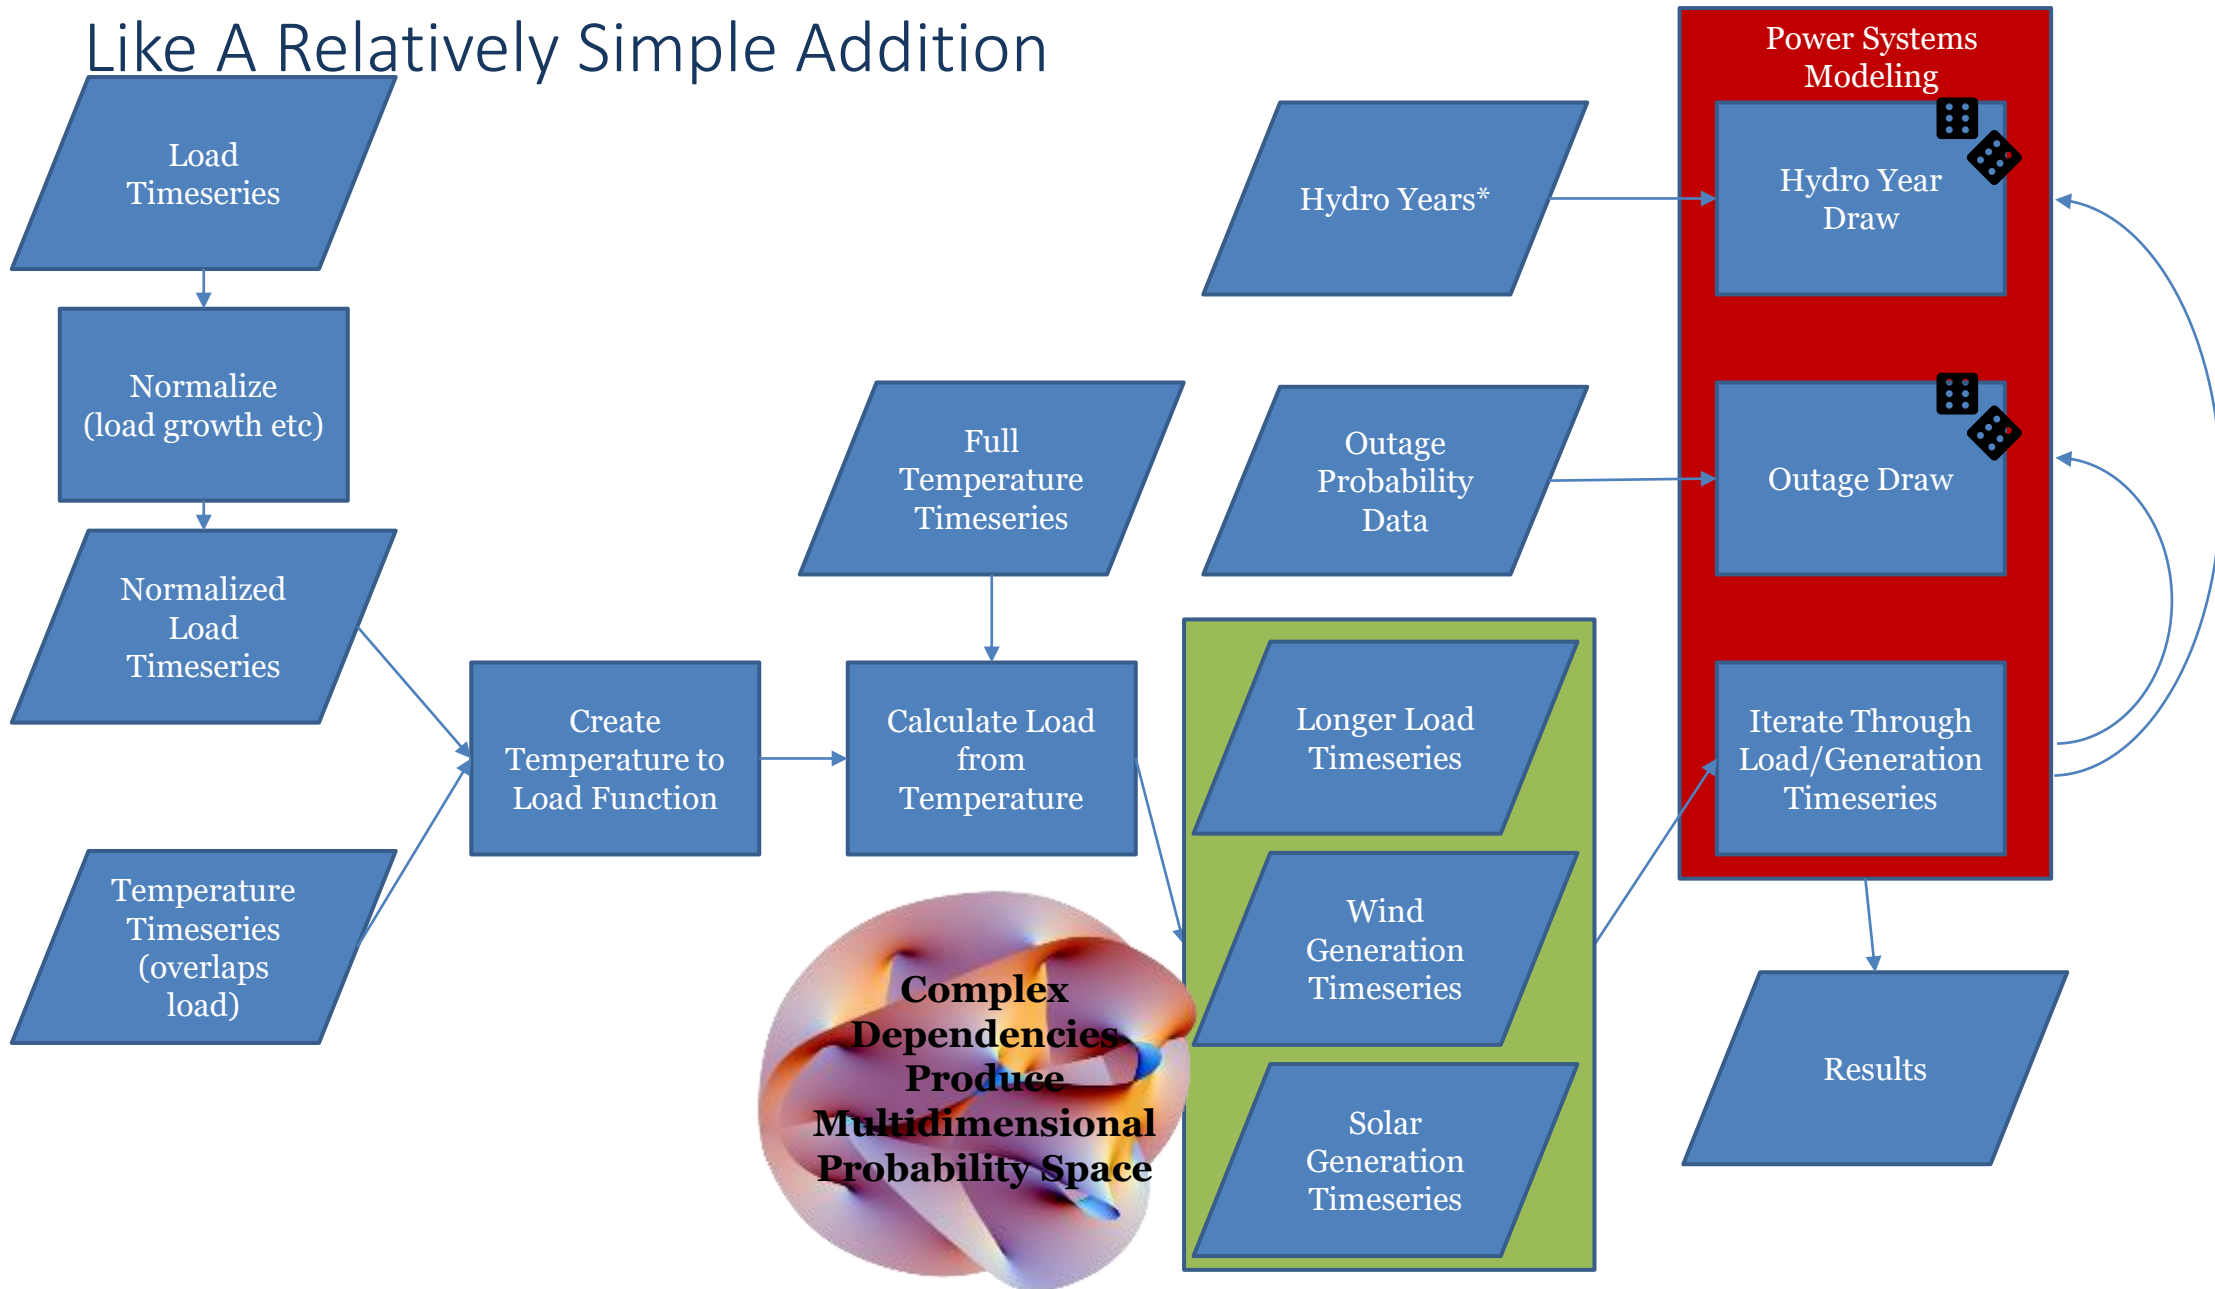 Like A Relatively Simple Addition
Load
Timeseries
Normalize
(load growth etc)
Normalized
Load
Timeseries
Temperature
Timeseries
(overlaps
load)
Create
Temperature to
Load Function
Full
Temperature
Timeseries
Calculate Load
from
Temperature
Complex
Dependencies
Produce
Multidimensional
Probability Space
Hydro Years*
Outage
Probability
Data
Longer Load
Timeseries
Wind
Generation
Timeseries
Solar
Generation
Timeseries
Power Systems
Modeling
Hydro Year
Draw
Outage Draw
Iterate Through
Load/Generation
Timeseries
Results